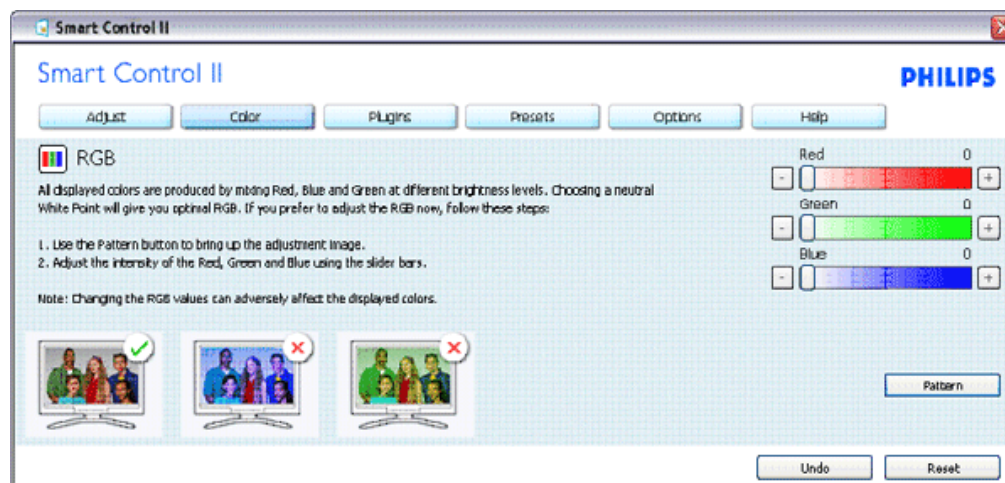 Smart Control II
Smart Control II
PHILIPS
Adjust Color Plugins Presets Options Help
RGB
All displayed colors are produced by mixing Red, Blue and Green at different brightness levels. Choosing a neutral
White Point will give you optimal RGB. If you prefer to adjust the RGB now, follow these steps:
1. Use the Pattern button to bring up the adjustment image.
2. Adjust the intensity of the Red, Green and Blue using the slider bars.
Note: Changing the RGB values can adversely affect the displayed colors.
Red 0
- +
Green 0
- +
Blue 0
- +
Pattern
Undo Reset